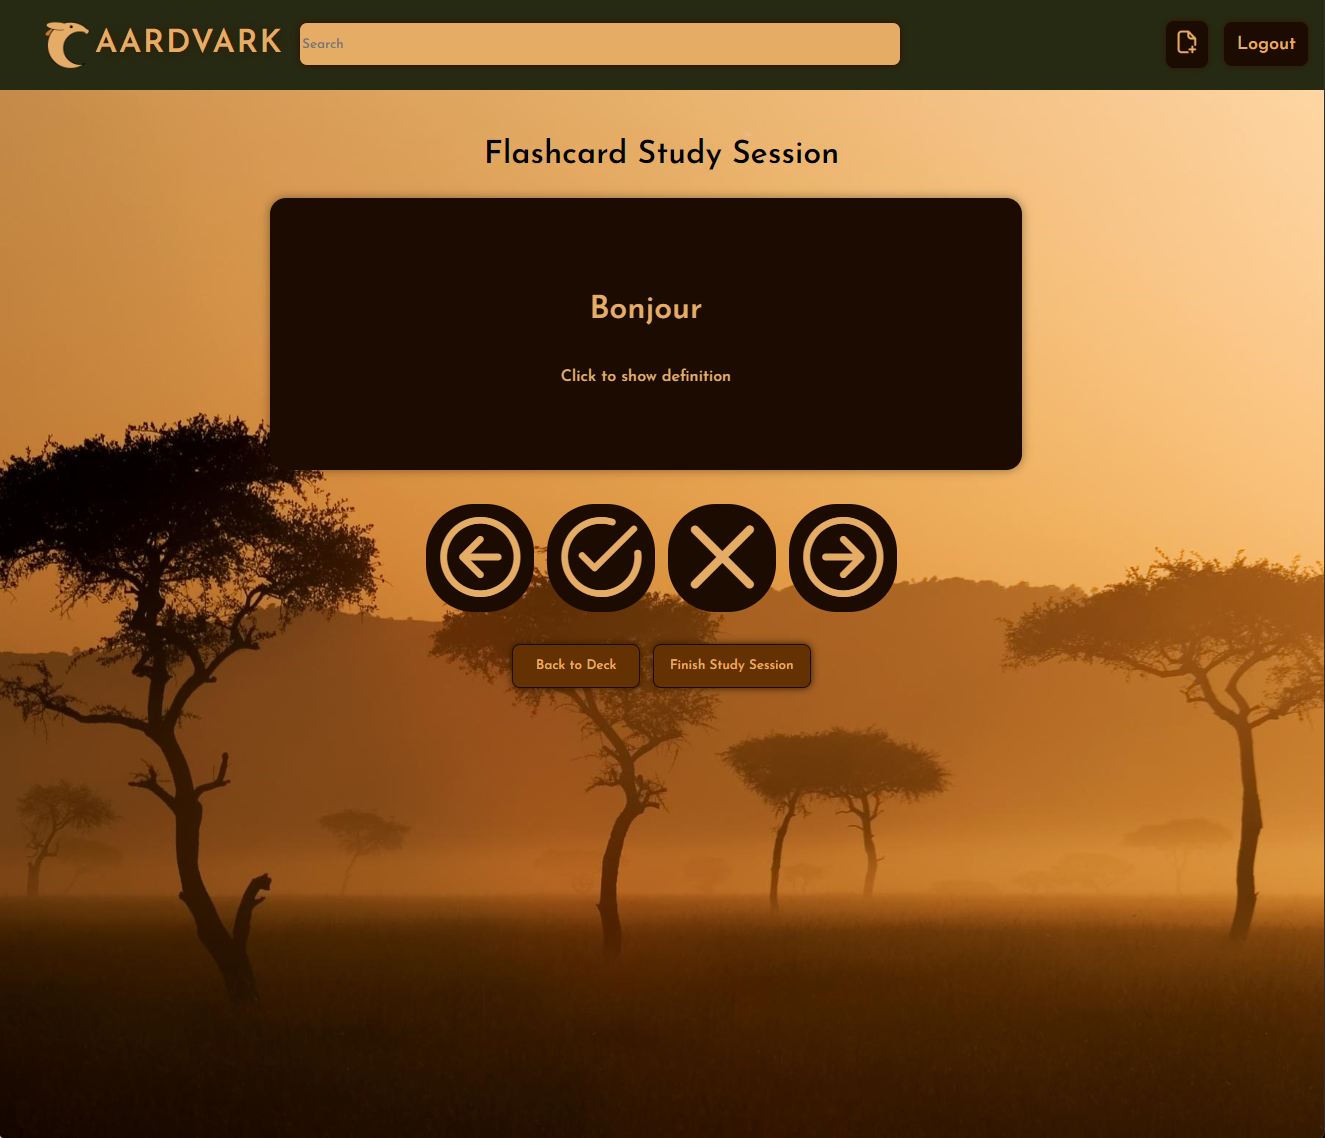 AARDVARK
Search
Logout
Flashcard Study Session
Bonjour
Click to show definition
Back to Deck
Finish Study Session